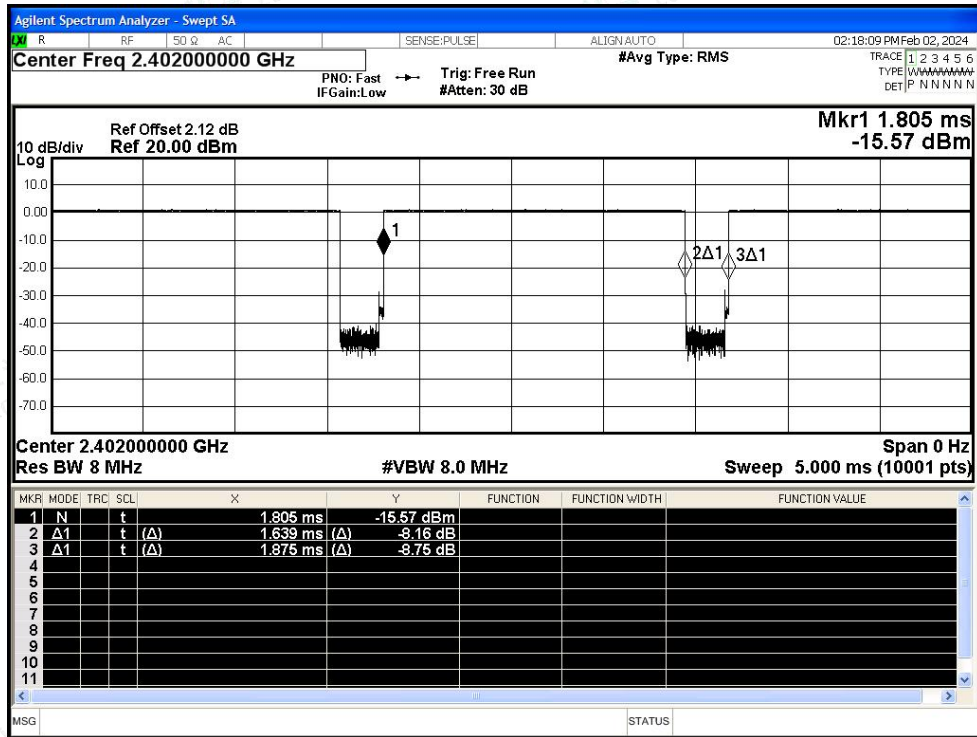 Agilent Spectrum Analyzer - Swept SA
LXI R RF 50 Ω AC SENSE:PULSE ALIGN AUTO 02:18:09 PM Feb 02, 2024
Center Freq 2.402000000 GHz #Avg Type: RMS TRACE 1 2 3 4 5 6
PNO: Fast Trig: Free Run TYPE WWWWWW
IFGain:Low #Atten: 30 dB DET P N N N N N
Mkr1 1.805 ms
Ref Offset 2.12 dB
10 dB/div Ref 20.00 dBm -15.57 dBm
Log
10.0
0.00
1
-10.0
2Δ1 3Δ1
-20.0
-30.0
-40.0
-50.0
-60.0
-70.0
Center 2.402000000 GHz Span 0 Hz
Res BW 8 MHz #VBW 8.0 MHz Sweep 5.000 ms (10001 pts)
MKR MODE TRC SCL X Y FUNCTION FUNCTION WIDTH FUNCTION VALUE
1 N t 1.805 ms -15.57 dBm
2 Δ1 t (Δ) 1.639 ms (Δ) -8.16 dB
3 Δ1 t (Δ) 1.875 ms (Δ) -8.75 dB
4
5
6
7
8
9
10
11
MSG STATUS